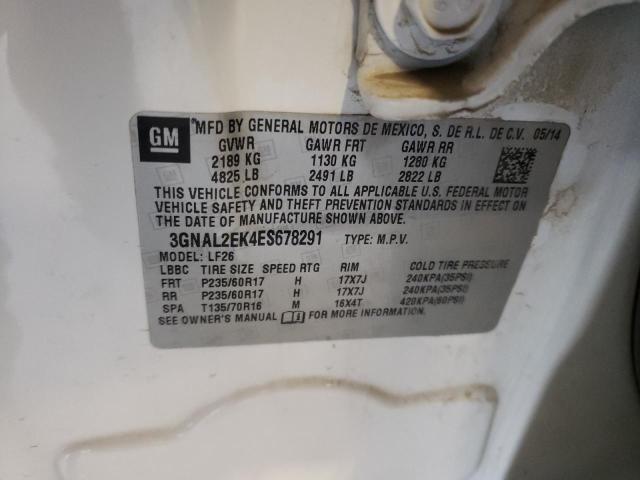 GM MFD BY GENERAL MOTORS DE MEXICO, S. DE R.L. DE C.V. 05/14
GVWR GAWR FRT GAWR RR
2189 KG 1130 KG 1280 KG
4825 LB 2491 LB 2822 LB
THIS VEHICLE CONFORMS TO ALL APPLICABLE U.S. FEDERAL MOTOR
VEHICLE SAFETY AND THEFT PREVENTION STANDARDS IN EFFECT ON
THE DATE OF MANUFACTURE SHOWN ABOVE.
3GNAL2EK4ES678291 TYPE: M.P.V.
MODEL: LF26
LBBC TIRE SIZE SPEED RTG RIM COLD TIRE PRESSURE
FRT P235/60R17 H 17X7J 240KPA(35PSI)
RR P235/60R17 H 17X7J 240KPA(35PSI)
SPA T135/70R16 M 16X4T 420KPA(60PSI)
SEE OWNER'S MANUAL FOR MORE INFORMATION.